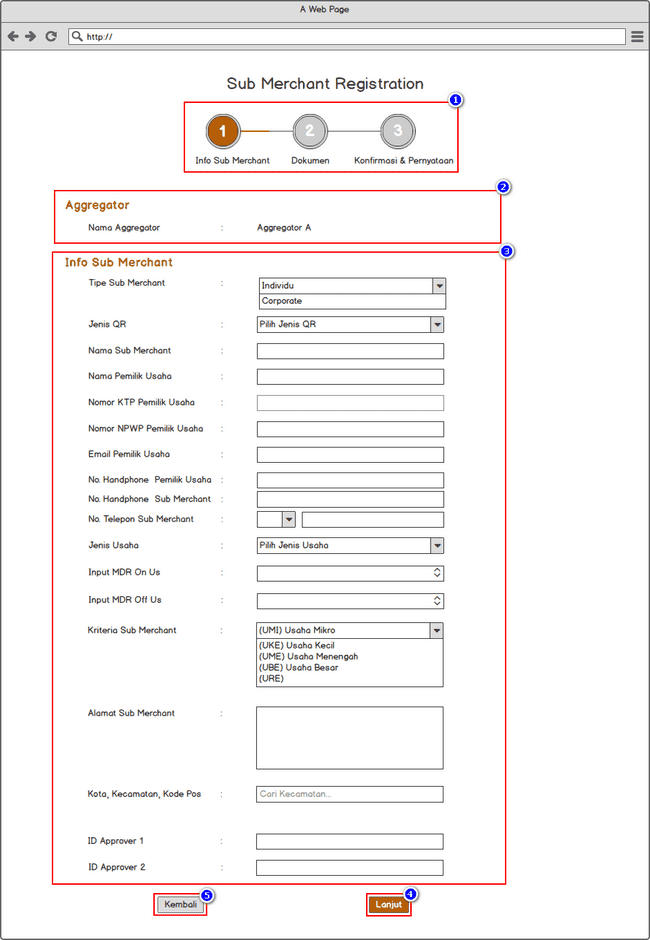 A Web Page
http://
Sub Merchant Registration
1
1 2 3
Info Sub Merchant Dokumen Konfirmasi & Pernyataan
2
Aggregator
Nama Aggregator : Aggregator A
3
Info Sub Merchant
Tipe Sub Merchant : Individu
Corporate
Jenis QR : Pilih Jenis QR
Nama Sub Merchant :
Nama Pemilik Usaha :
Nomor KTP Pemilik Usaha :
Nomor NPWP Pemilik Usaha :
Email Pemilik Usaha :
No. Handphone Pemilik Usaha :
No. Handphone Sub Merchant :
No. Telepon Sub Merchant :
Jenis Usaha : Pilih Jenis Usaha
Input MDR On Us :
Input MDR Off Us :
Kriteria Sub Merchant : (UMI) Usaha Mikro
(UKE) Usaha Kecil
(UME) Usaha Menengah
(UBE) Usaha Besar
(URE)
Alamat Sub Merchant :
Kota, Kecamatan, Kode Pos : Cari Kecamatan...
ID Approver 1 :
ID Approver 2 :
5 4
Kembali Lanjut